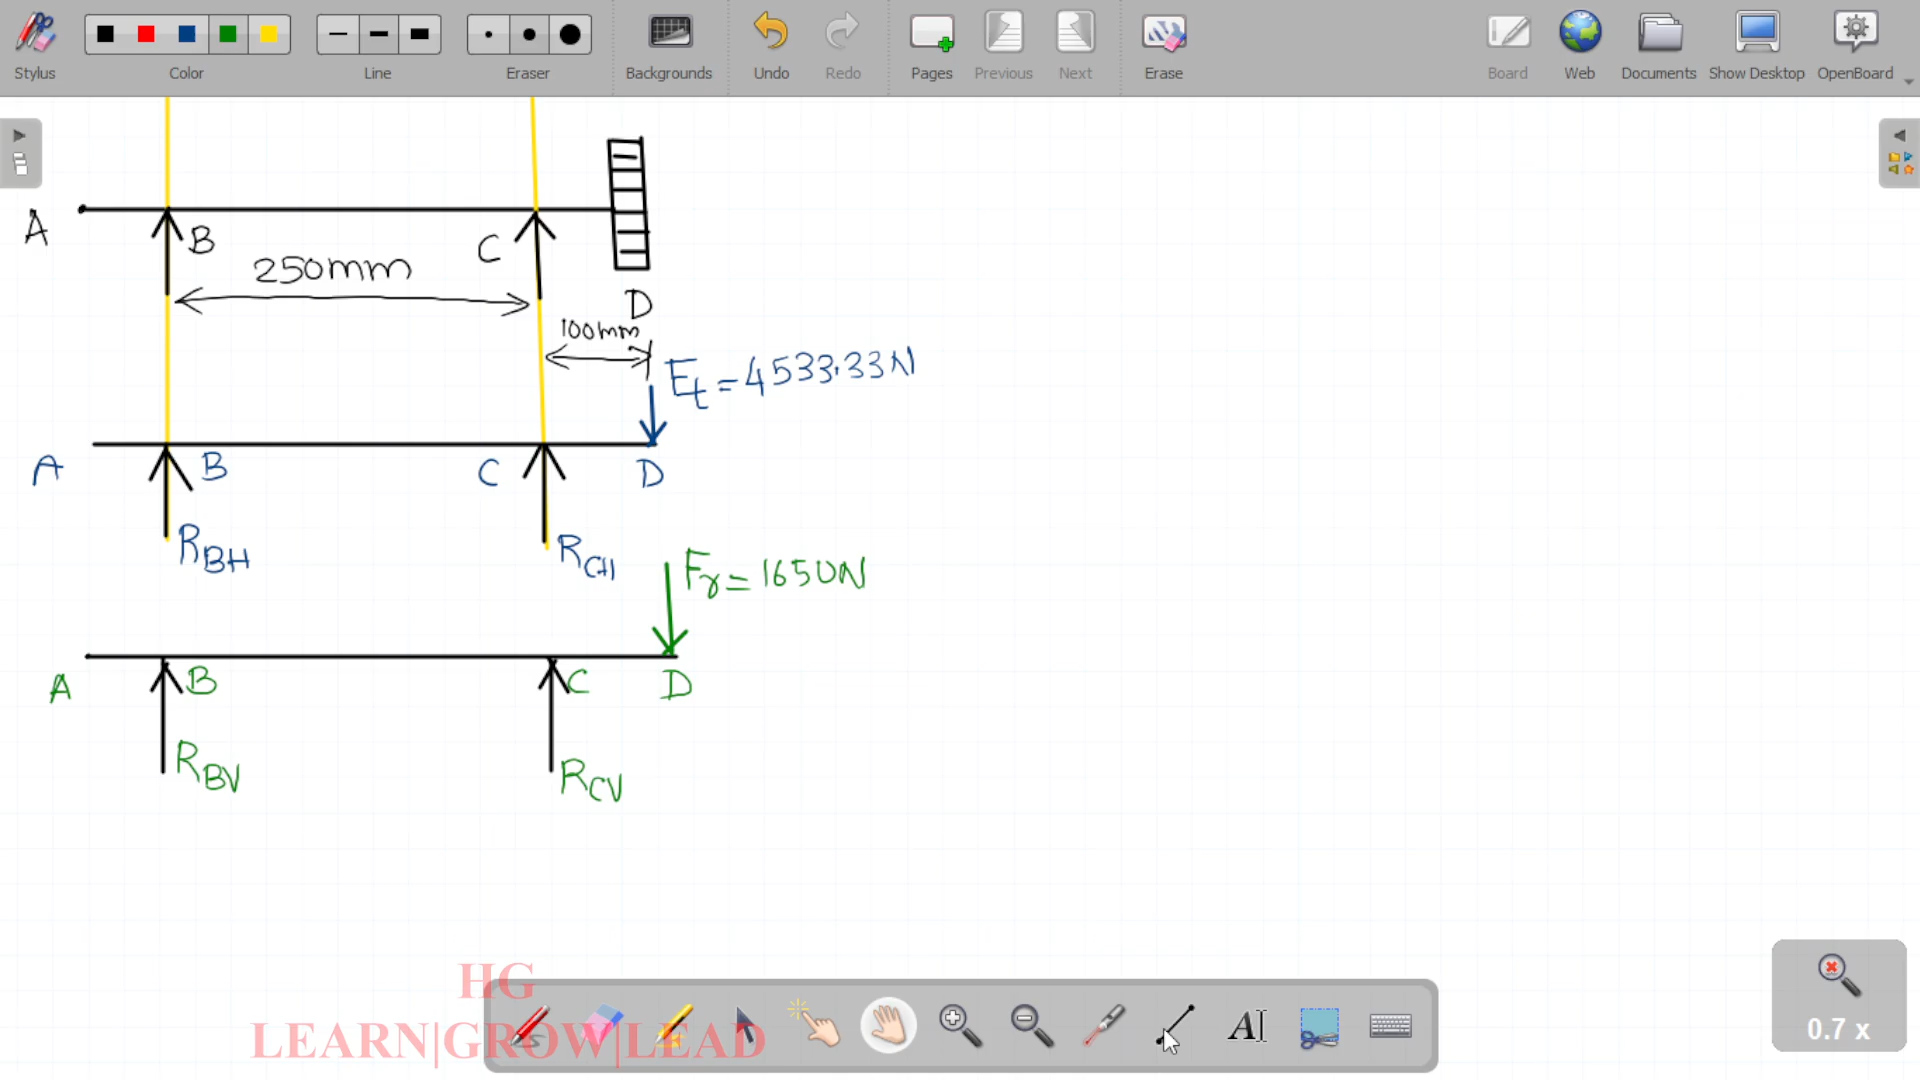 Stylus
Color
Line
Eraser
Backgrounds
Undo
Redo
Pages
Previous
Next
Erase
Board
Web
Documents
Show Desktop
OpenBoard
A
B
C
250mm
D
100mm
Ft = 4533.33N
A
B
C
D
RBH
RCH
Fr = 1650N
A
B
C
D
RBV
RCV
HG
LEARN|GROW|LEAD
0.7 x